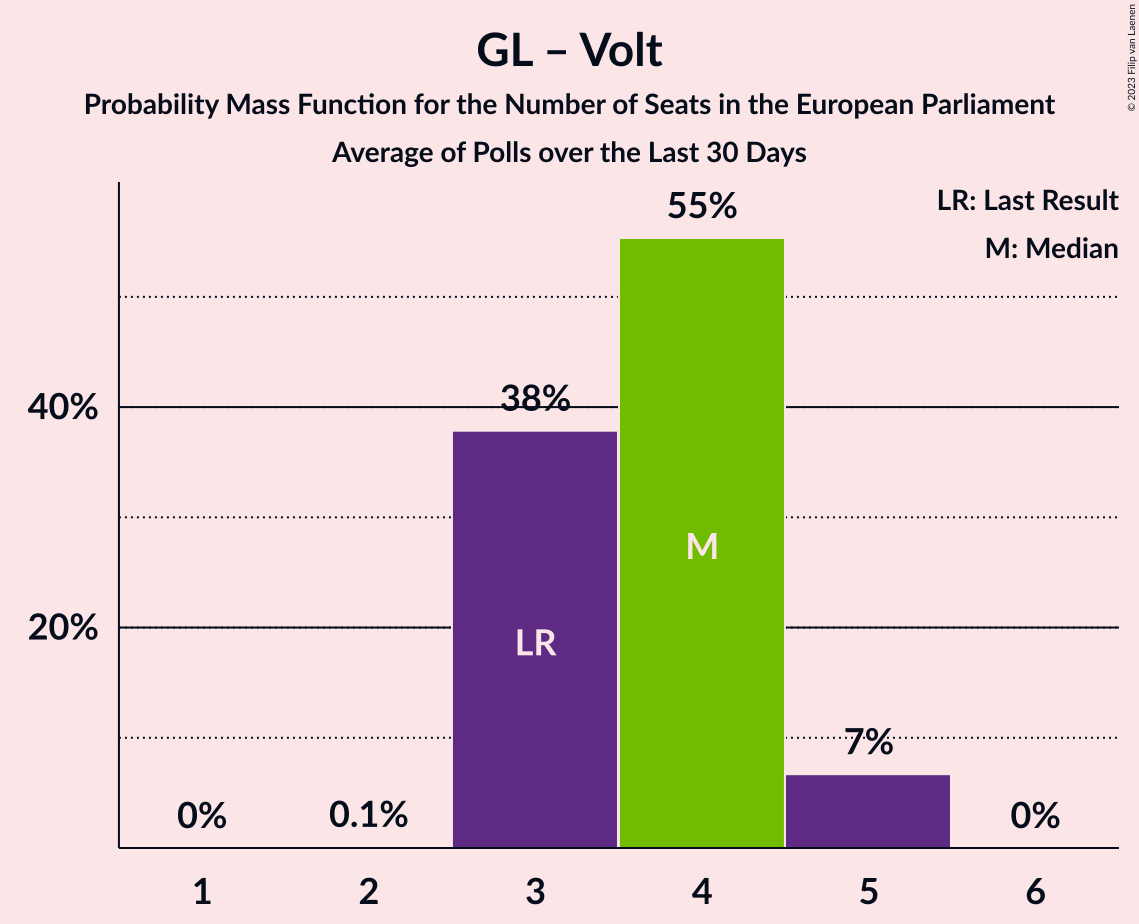 GL – Volt
Probability Mass Function for the Number of Seats in the European Parliament
Average of Polls over the Last 30 Days
© 2023 Filip van Laenen
LR: Last Result
M: Median
55%
38%
40%
M
20%
LR
7%
0%
0.1%
0%
1 2 3 4 5 6